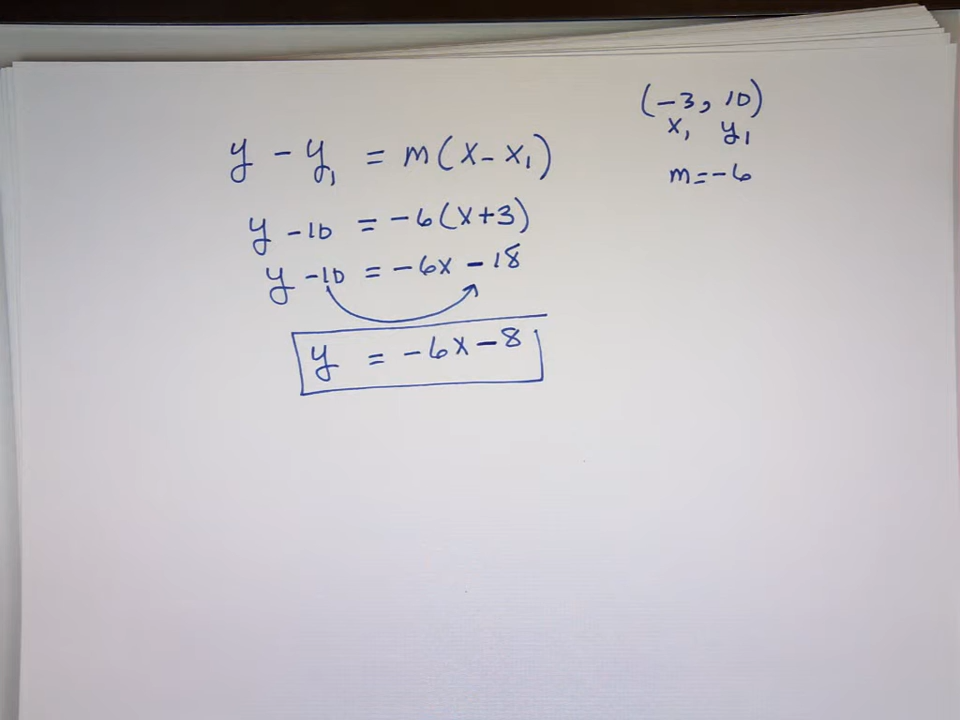 y - y₁ = m(x - x₁)
y - 10 = -6(x+3)
y - 10 = -6x - 18
y = -6x - 8
(-3, 10)
x₁ y₁
m = -6